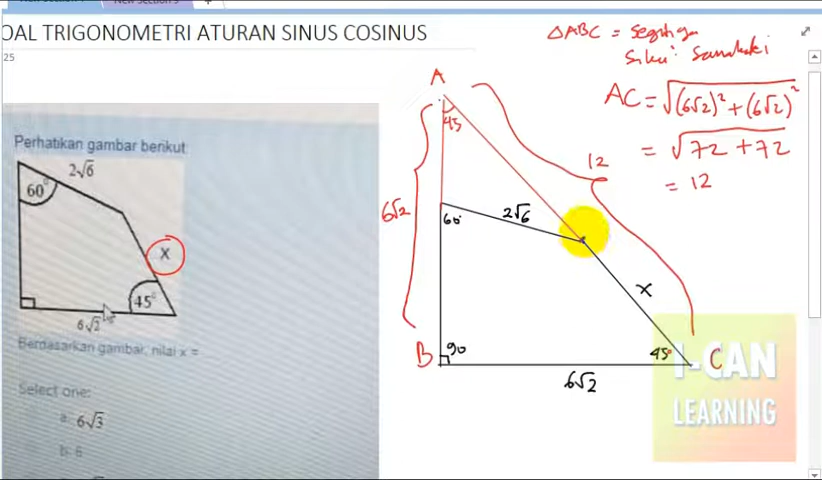 OAL TRIGONOMETRI ATURAN SINUS COSINUS
25
Perhatikan gambar berikut
2√6
60°
x
45°
6√2
Berdasarkan gambar, nilai x =
Select one:
a. 6√3
b. 6
ΔABC = segitiga
siku² samakaki
AC = √(6√2)² + (6√2)²
= √72 + 72
= 12
A
45
12
6√2
60°
2√6
x
B
90
45°
C
6√2
I-CAN
LEARNING